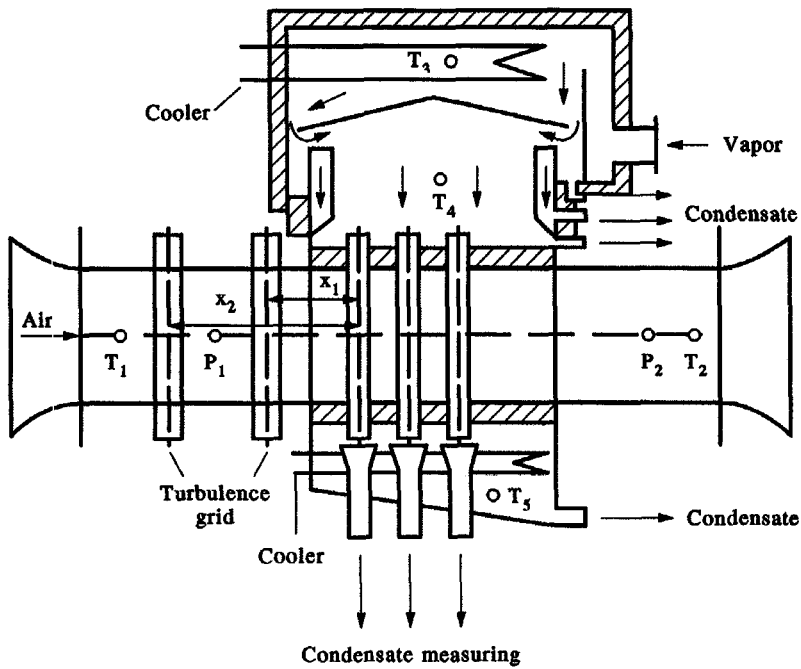 T₃
Cooler
Vapor
T₄
Condensate
x₁
x₂
Air
T₁
P₁
P₂
T₂
Turbulence
grid
T₅
Cooler
Condensate
Condensate measuring